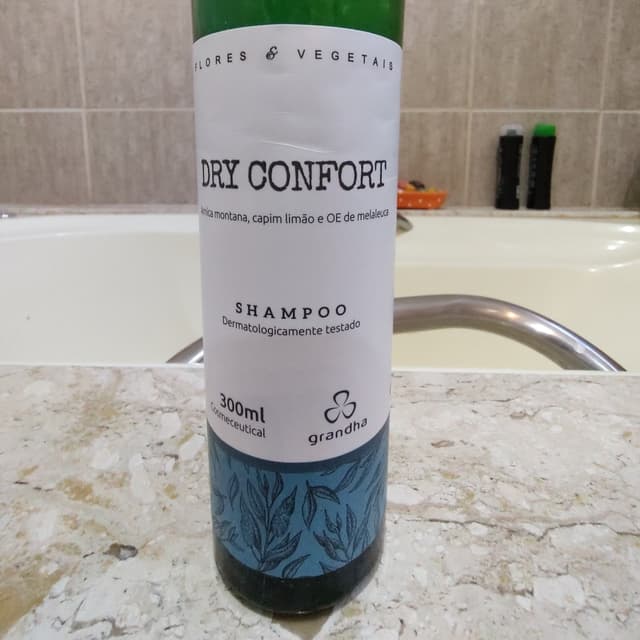 FLORES & VEGETAIS
DRY CONFORT
Arnica montana, capim limão e OE de melaleuca
SHAMPOO
Dermatologicamente testado
300ml
Cosmeceutical
grandha